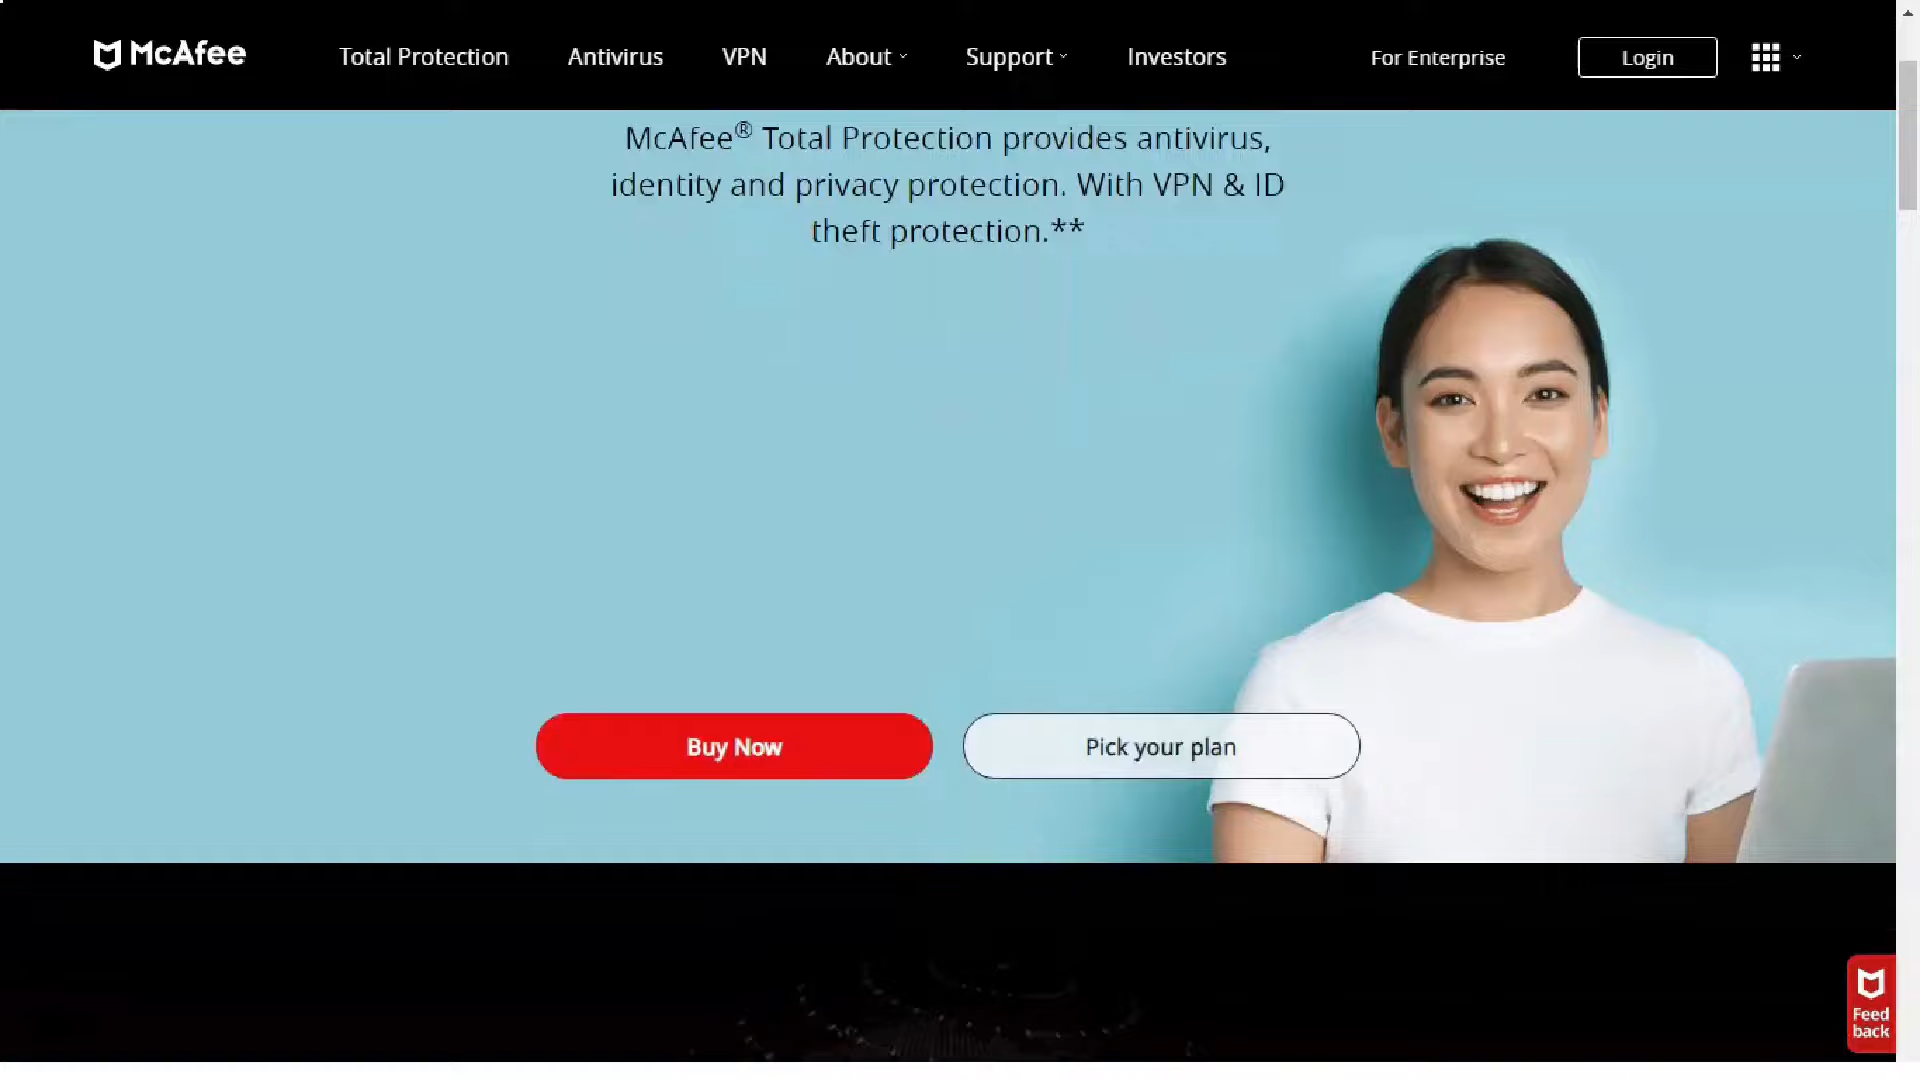 McAfee
Total Protection
Antivirus
VPN
About
Support
Investors
For Enterprise
Login
McAfee® Total Protection provides antivirus,
identity and privacy protection. With VPN & ID
theft protection.**
Buy Now
Pick your plan
Feed
back